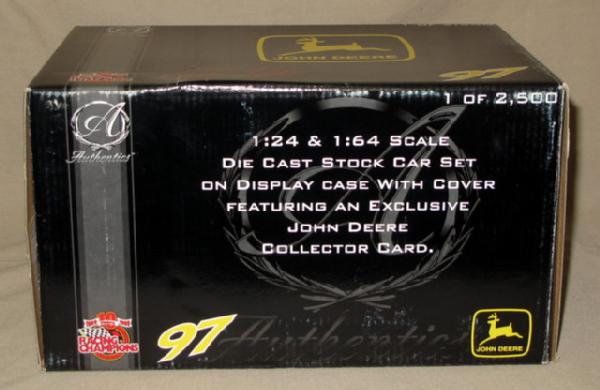 JOHN DEERE
97
1 OF 2,500
A
Authentics
1:24 & 1:64 SCALE
DIE CAST STOCK CAR SET
ON DISPLAY CASE WITH COVER
FEATURING AN EXCLUSIVE
JOHN DEERE
COLLECTOR CARD.
A
Authentics
10
RACING
CHAMPIONS
97
JOHN DEERE